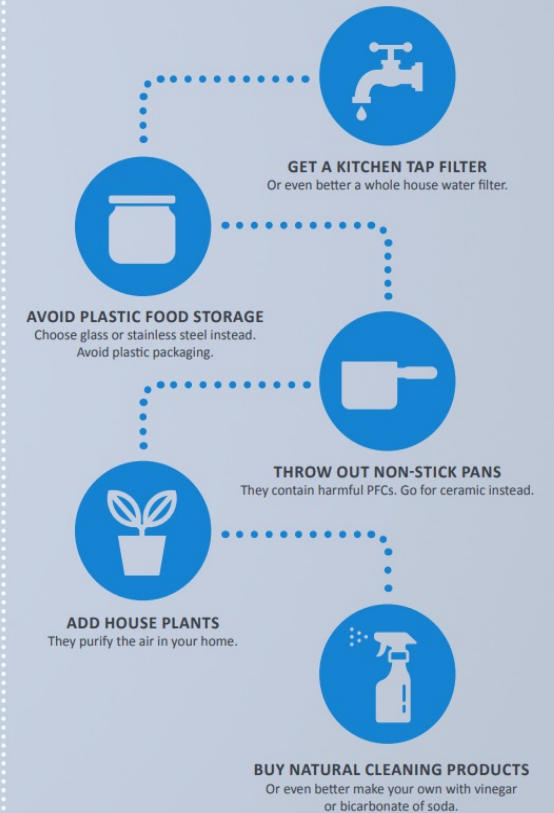 GET A KITCHEN TAP FILTER
Or even better a whole house water filter.
AVOID PLASTIC FOOD STORAGE
Choose glass or stainless steel instead.
Avoid plastic packaging.
THROW OUT NON-STICK PANS
They contain harmful PFCs. Go for ceramic instead.
ADD HOUSE PLANTS
They purify the air in your home.
BUY NATURAL CLEANING PRODUCTS
Or even better make your own with vinegar
or bicarbonate of soda.